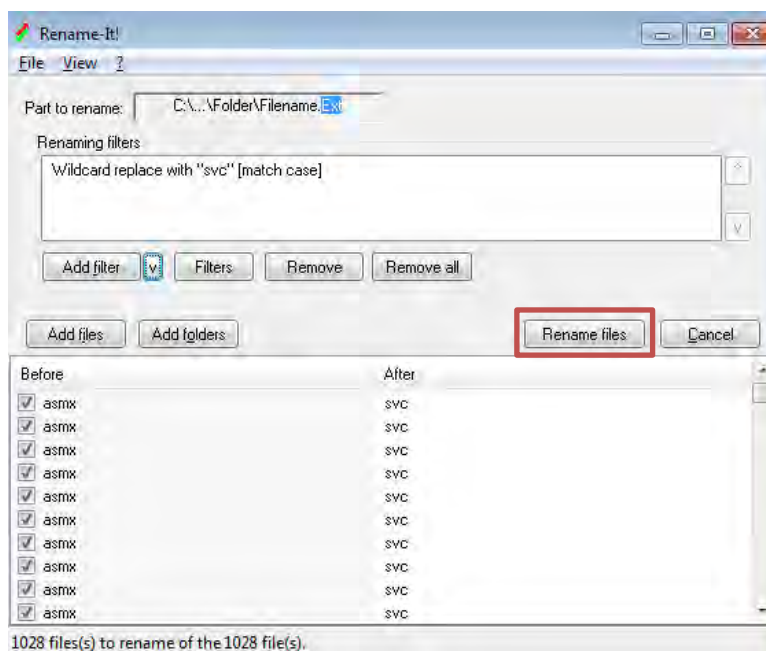 Rename-It!
File View ?
Part to rename: C:\...\Folder\Filename.Ext
Renaming filters
Wildcard replace with "svc" [match case]
Add filter v Filters Remove Remove all
Add files Add folders Rename files Cancel
Before After
asmx svc
asmx svc
asmx svc
asmx svc
asmx svc
asmx svc
asmx svc
asmx svc
asmx svc
asmx svc
1028 files(s) to rename of the 1028 file(s).